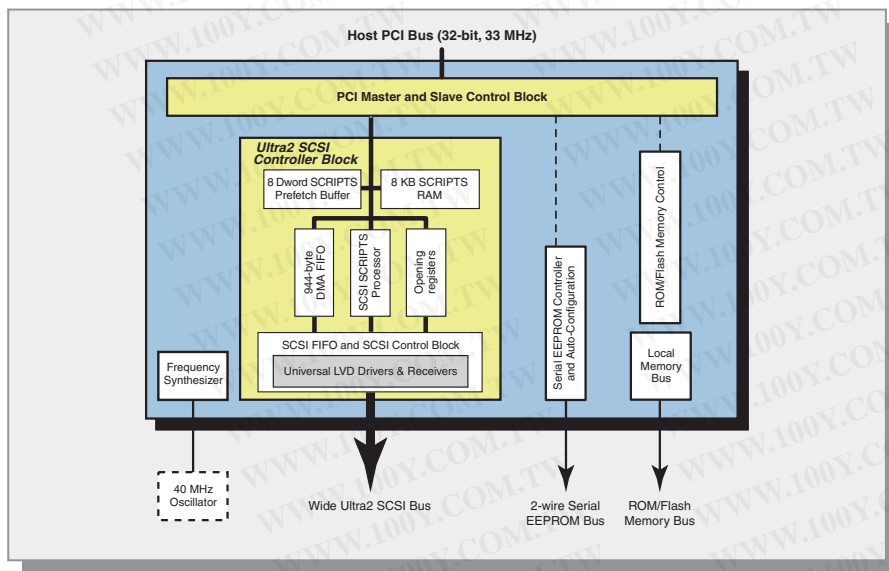 Host PCI Bus (32-bit, 33 MHz)
PCI Master and Slave Control Block
Ultra2 SCSI
Controller Block
8 Dword SCRIPTS
Prefetch Buffer
8 KB SCRIPTS
RAM
944-byte
DMA FIFO
SCSI SCRIPTS
Processor
Opening
registers
SCSI FIFO and SCSI Control Block
Universal LVD Drivers & Receivers
Frequency
Synthesizer
Serial EEPROM Controller
and Auto-Configuration
ROM/Flash Memory Control
Local
Memory
Bus
40 MHz
Oscillator
Wide Ultra2 SCSI Bus
2-wire Serial
EEPROM Bus
ROM/Flash
Memory Bus
WWW.100Y.COM.TW